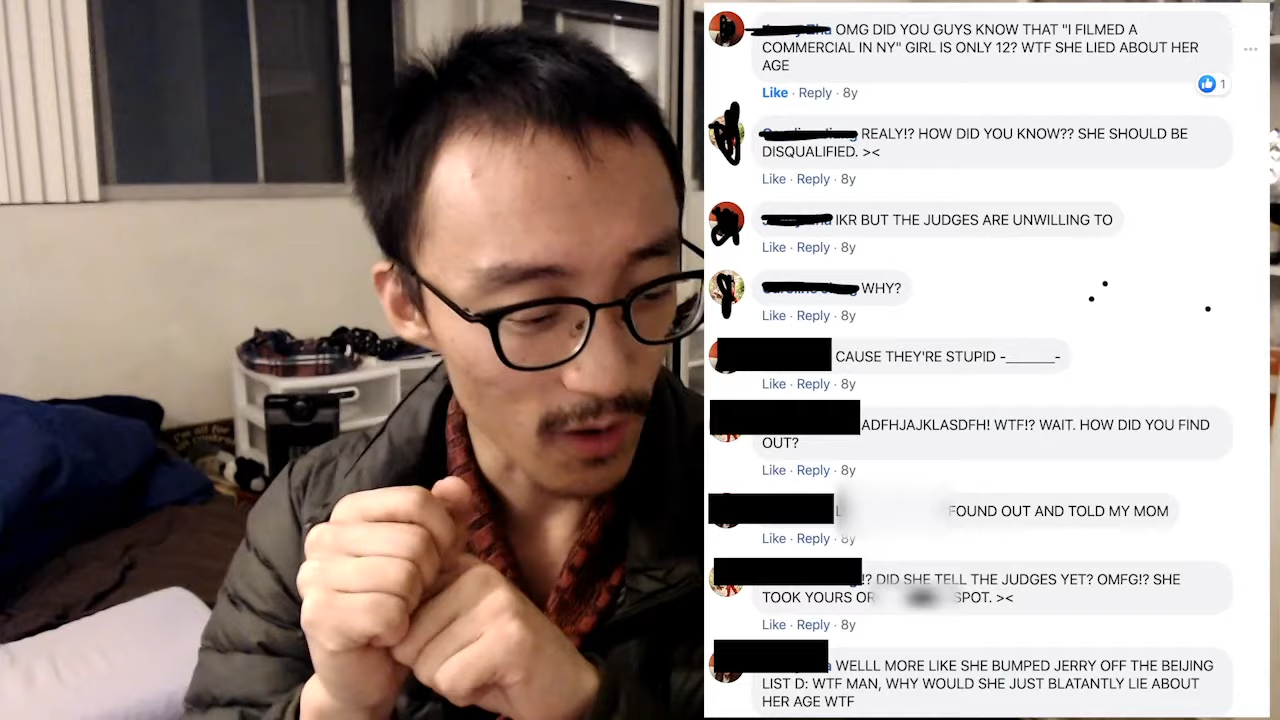 OMG DID YOU GUYS KNOW THAT "I FILMED A
COMMERCIAL IN NY" GIRL IS ONLY 12? WTF SHE LIED ABOUT HER
AGE
1
Like · Reply · 8y
REALY!? HOW DID YOU KNOW?? SHE SHOULD BE
DISQUALIFIED. ><
Like · Reply · 8y
IKR BUT THE JUDGES ARE UNWILLING TO
Like · Reply · 8y
WHY?
Like · Reply · 8y
CAUSE THEY'RE STUPID -_______-
Like · Reply · 8y
ADFHJAJKLASDFH! WTF!? WAIT. HOW DID YOU FIND
OUT?
Like · Reply · 8y
FOUND OUT AND TOLD MY MOM
Like · Reply · 8y
!? DID SHE TELL THE JUDGES YET? OMFG!? SHE
TOOK YOURS OR SPOT. ><
Like · Reply · 8y
WELLL MORE LIKE SHE BUMPED JERRY OFF THE BEIJING
LIST D: WTF MAN, WHY WOULD SHE JUST BLATANTLY LIE ABOUT
HER AGE WTF